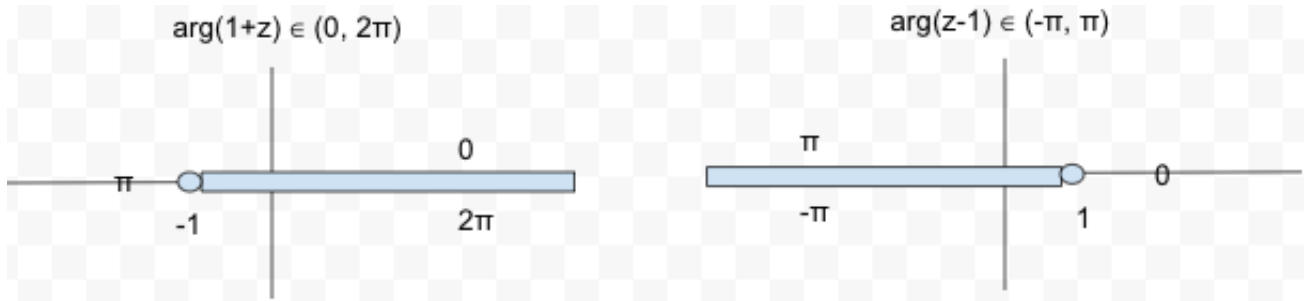 arg(1+z) ∈ (0, 2π)
0
π
-1
2π
arg(z-1) ∈ (-π, π)
π
0
-π
1